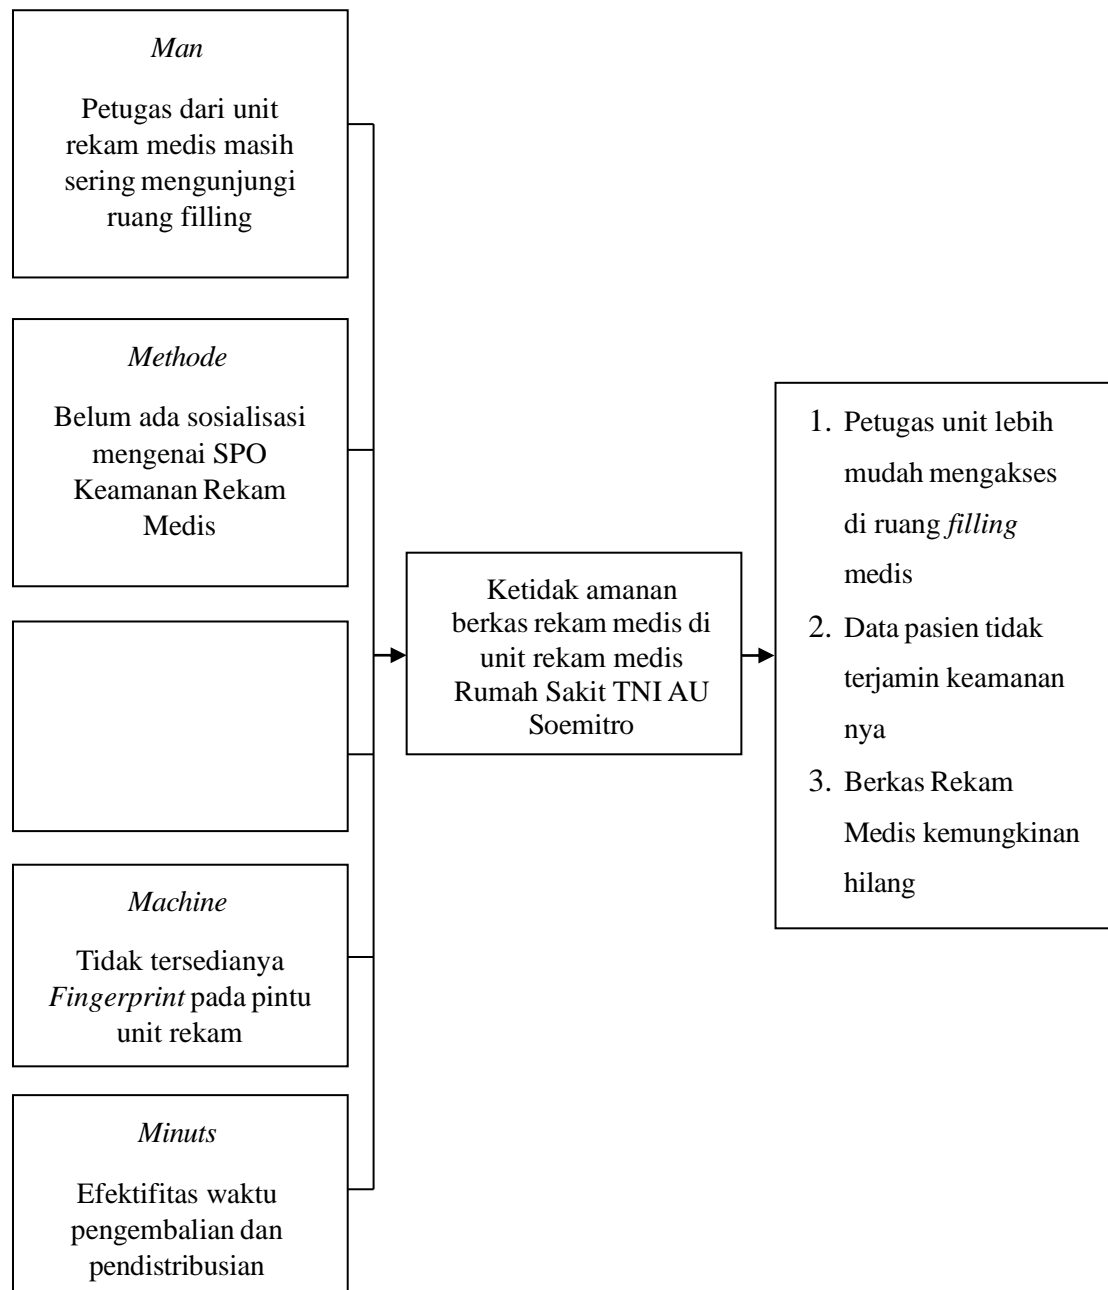 Man
Petugas dari unit
rekam medis masih
sering mengunjungi
ruang filling
Methode
Belum ada sosialisasi
mengenai SPO
Keamanan Rekam
Medis
Machine
Tidak tersedianya
Fingerprint pada pintu
unit rekam
Minuts
Efektifitas waktu
pengembalian dan
pendistribusian
Ketidak amanan
berkas rekam medis di
unit rekam medis
Rumah Sakit TNI AU
Soemitro
1. Petugas unit lebih
mudah mengakses
di ruang filling
medis
2. Data pasien tidak
terjamin keamanan
nya
3. Berkas Rekam
Medis kemungkinan
hilang